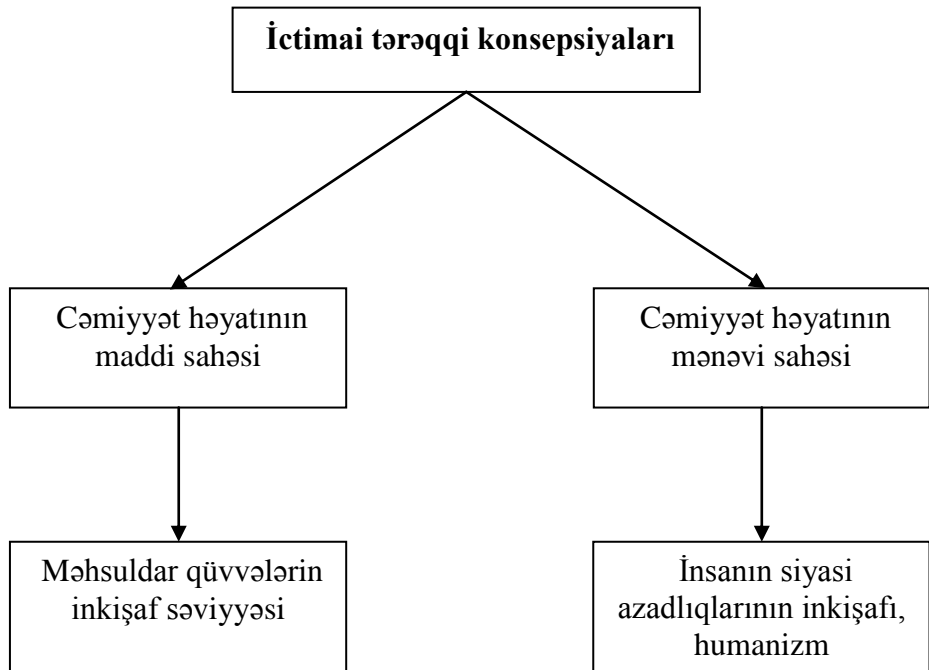 İctimai tərəqqi konsepsiyaları
Cəmiyyət həyatının
maddi sahəsi
Cəmiyyət həyatının
mənəvi sahəsi
Məhsuldar qüvvələrin
inkişaf səviyyəsi
İnsanın siyasi
azadlıqlarının inkişafı,
humanizm